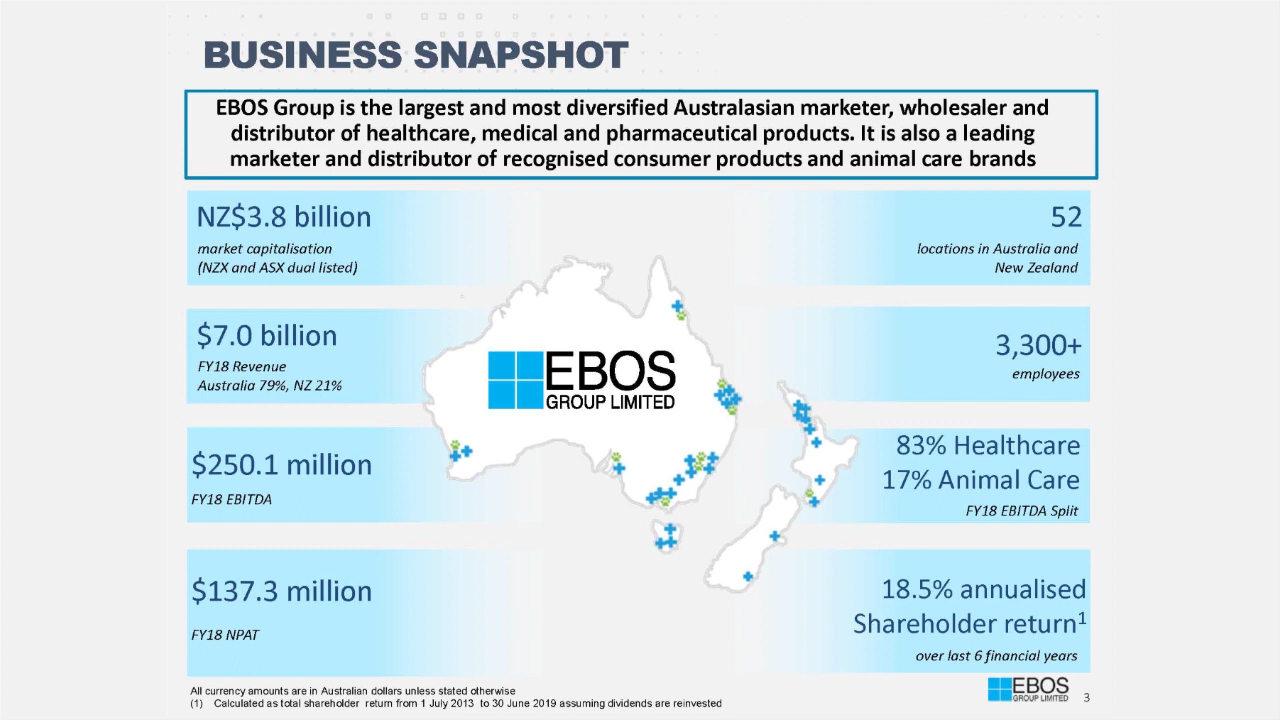 BUSINESS SNAPSHOT
EBOS Group is the largest and most diversified Australasian marketer, wholesaler and
distributor of healthcare, medical and pharmaceutical products. It is also a leading
marketer and distributor of recognised consumer products and animal care brands
NZ$3.8 billion
market capitalisation
(NZX and ASX dual listed)
$7.0 billion
FY18 Revenue
Australia 79%, NZ 21%
$250.1 million
FY18 EBITDA
$137.3 million
FY18 NPAT
EBOS
GROUP LIMITED
52
locations in Australia and
New Zealand
3,300+
employees
83% Healthcare
17% Animal Care
FY18 EBITDA Split
18.5% annualised
Shareholder return¹
over last 6 financial years
All currency amounts are in Australian dollars unless stated otherwise
(1) Calculated as total shareholder return from 1 July 2013 to 30 June 2019 assuming dividends are reinvested
EBOS
GROUP LIMITED
3